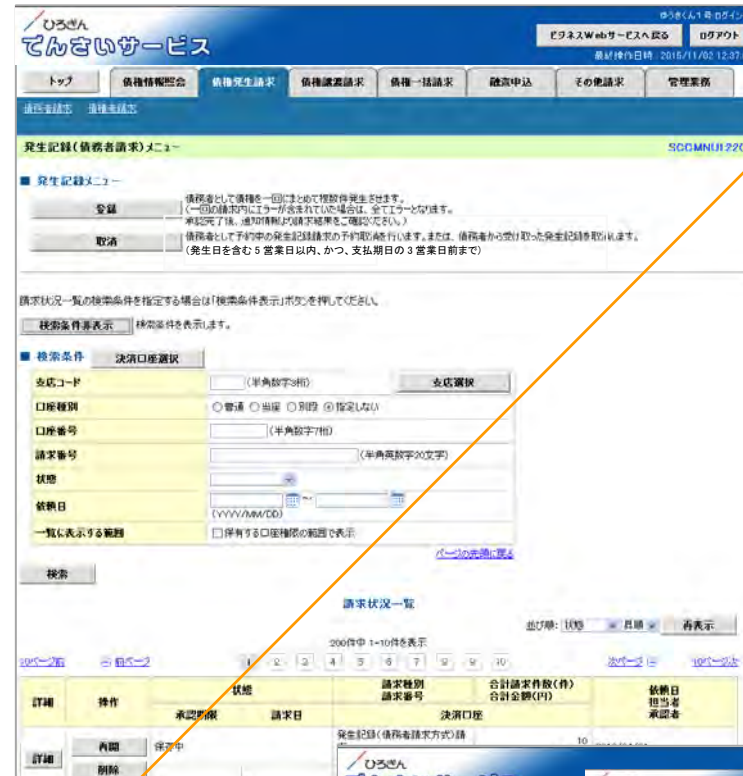 ひろぎん
でんさいサービス
ビジネスWebサービスへ戻る ログアウト
最終操作日時 2015/11/02 12:37
トップ 債権情報照会 債権発生請求 債権譲渡請求 債権一括請求 融資申込 その他請求 管理業務
債務者請求 債権者請求
発生記録(債務者請求)メニュー SCCMNU1220
■ 発生記録メニュー
登録
債務者として債権を一回にまとめて複数件発生させます。
(一回の請求内にエラーが含まれていた場合は、全てエラーとなります。
承認完了後、通知情報より請求結果をご確認ください。)
取消
債務者として予約中の発生記録請求の予約取消を行います。または、債務者から受け取った発生記録を取消します。
(発生日を含む5営業日以内、かつ、支払期日の3営業日前まで)
請求状況一覧の検索条件を指定する場合は「検索条件表示」ボタンを押してください。
検索条件非表示 検索条件を表示します。
■ 検索条件 決済口座選択
支店コード (半角数字3桁) 支店選択
口座種別 ○普通 ○当座 ○別段 ◉指定しない
口座番号 (半角数字7桁)
請求番号 (半角英数字20文字)
状態
依頼日 ~
(YYYY/MM/DD)
一覧に表示する範囲 □保有する口座権限の範囲で表示
ページの先頭に戻る
検索
請求状況一覧
並び順: 状態 昇順 再表示
200件中 1-10件を表示
10ページ前 前ページ 1 2 3 4 5 6 7 8 9 10 次ページ 10ページ次
詳細 操作 状態 請求種別 合計請求件数(件) 依頼日
請求番号 合計金額(円) 担当者
承認期限 請求日 決済口座 承認者
発生記録(債務者請求方式)請
詳細 再開 保存中 10
削除
ひろぎん